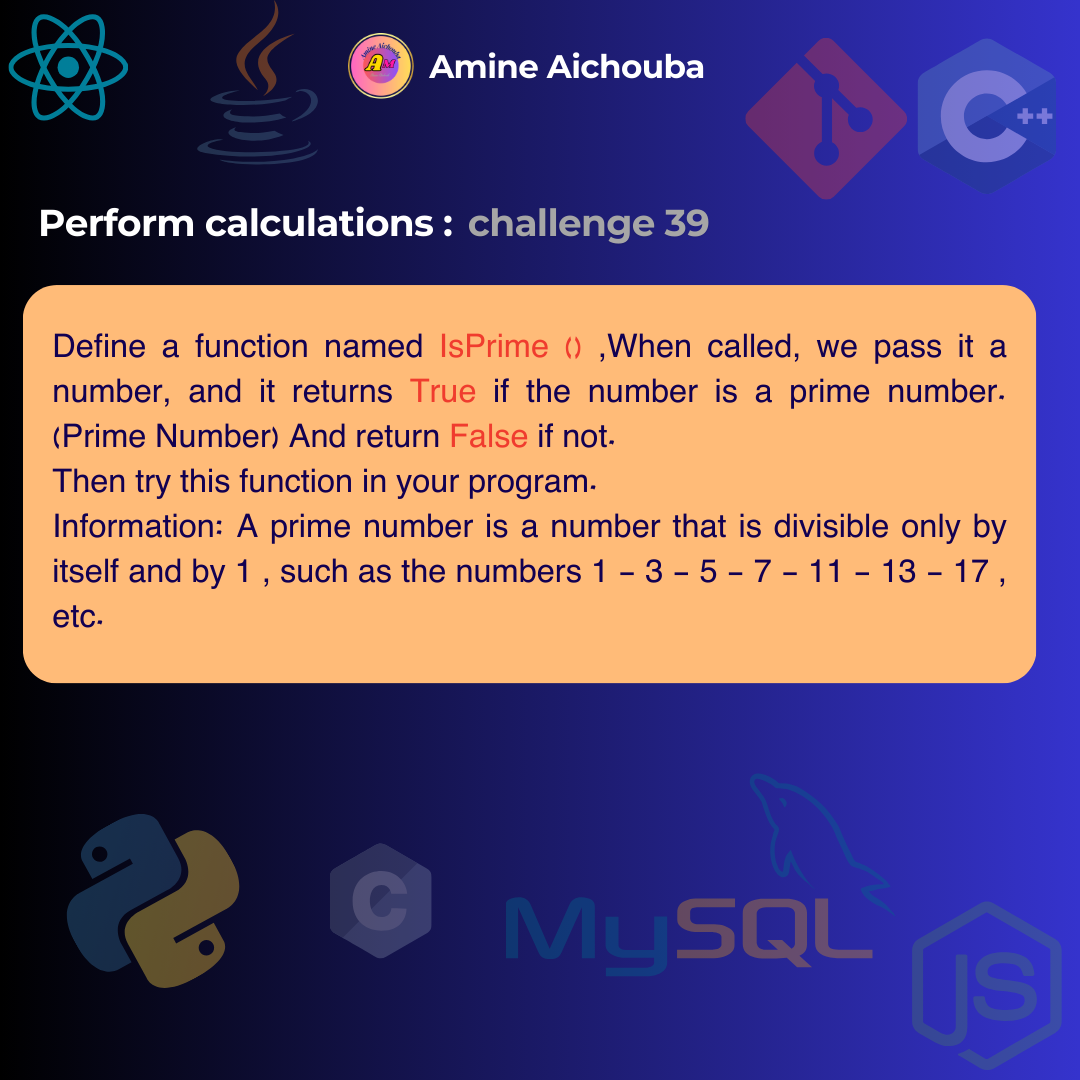 Amine Aichouba
Amine Aichouba
AM
C++
Perform calculations : challenge 39
Define a function named IsPrime () ,When called, we pass it a
number, and it returns True if the number is a prime number.
(Prime Number) And return False if not.
Then try this function in your program.
Information: A prime number is a number that is divisible only by
itself and by 1 , such as the numbers 1 – 3 – 5 – 7 – 11 – 13 – 17 ,
etc.
C
MySQL
JS